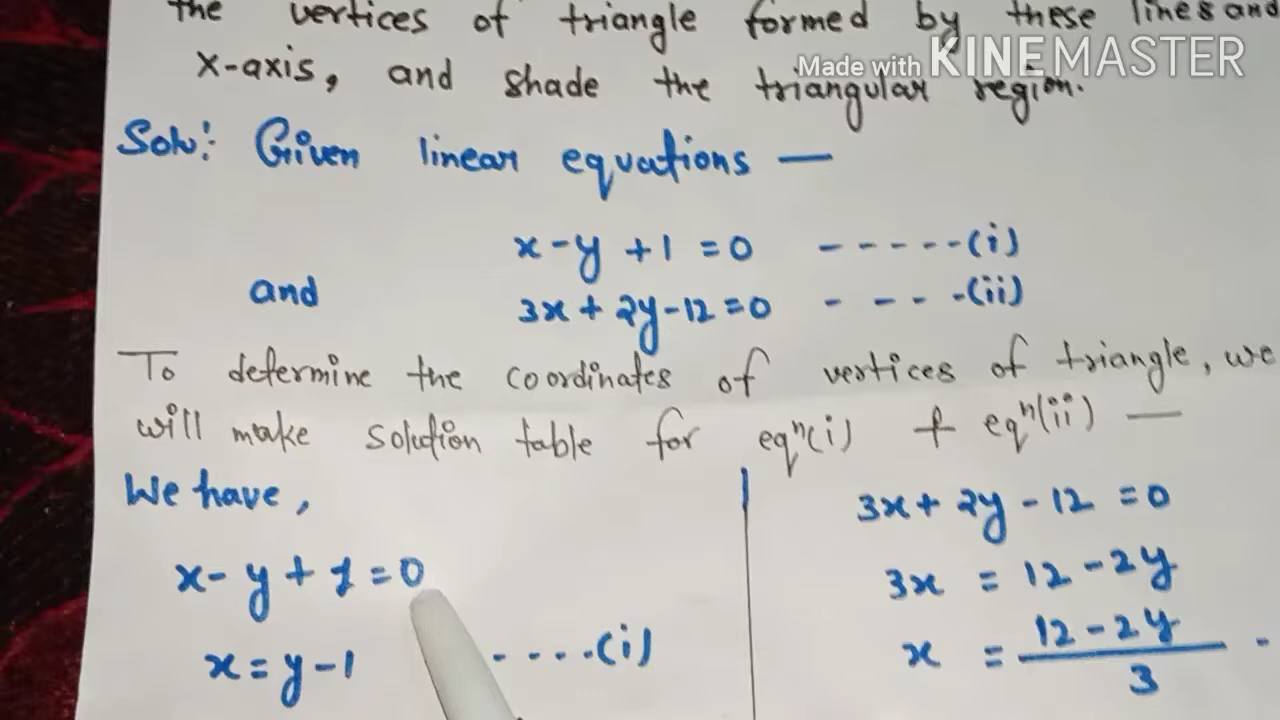 the vertices of triangle formed by these lines and
x-axis, and shade the triangular region.
Made with KINEMASTER
Solu: Given linear equations —
x-y +1 =0 -----(i)
and
3x+2y-12=0 - - - -(ii)
To determine the coordinates of vertices of triangle, we
will make solution table for eqⁿ(i) & eqⁿ(ii) —
We have,
x-y+1=0
x=y-1 ....(i)
3x+2y-12=0
3x = 12-2y
x = 12-2y
3